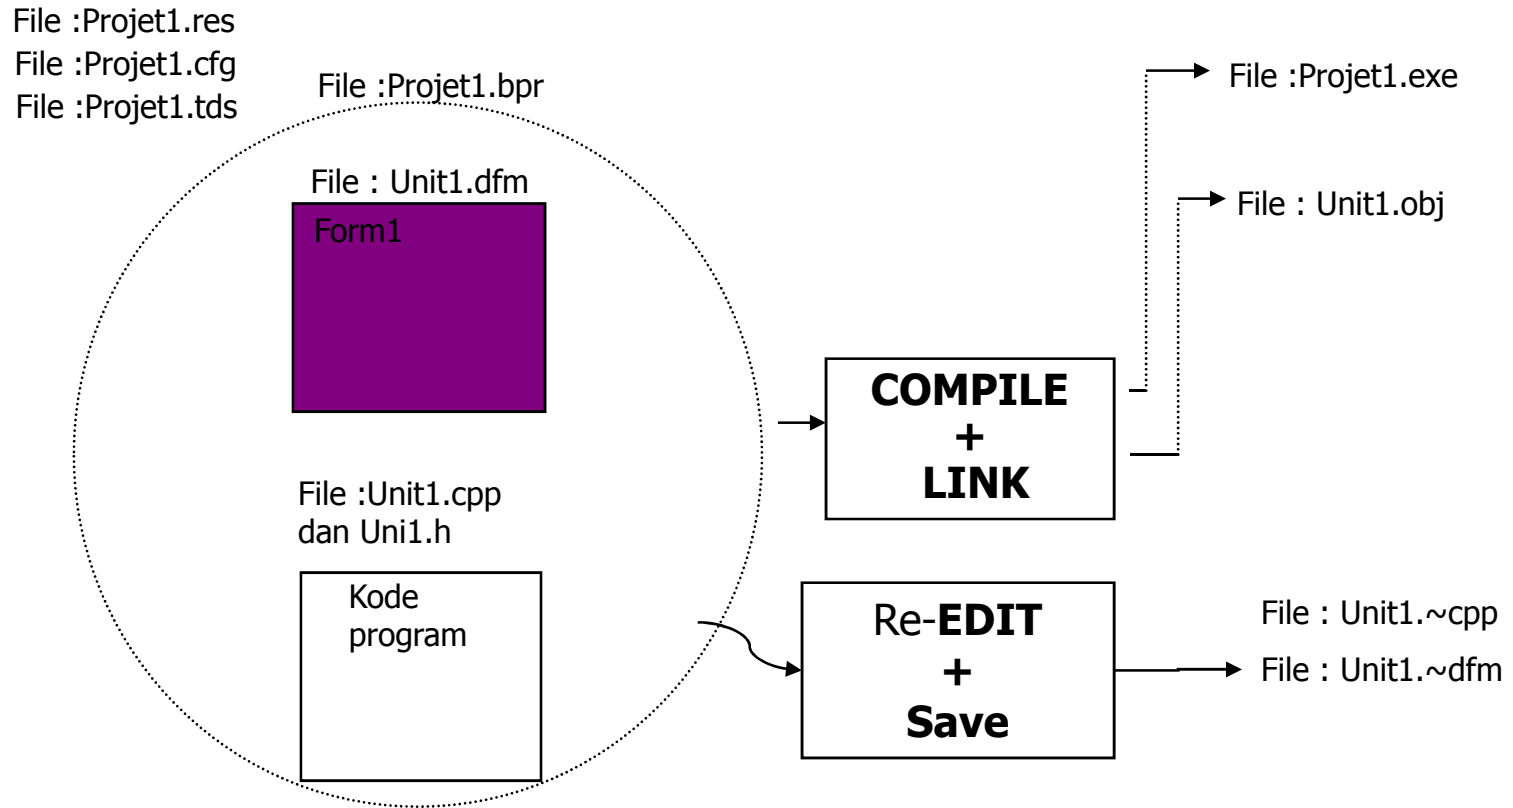 File :Projet1.res
File :Projet1.cfg
File :Projet1.tds
File :Projet1.bpr
File : Unit1.dfm
Form1
File :Unit1.cpp
dan Uni1.h
Kode
program
COMPILE
+
LINK
File :Projet1.exe
File : Unit1.obj
Re-EDIT
+
Save
File : Unit1.~cpp
File : Unit1.~dfm